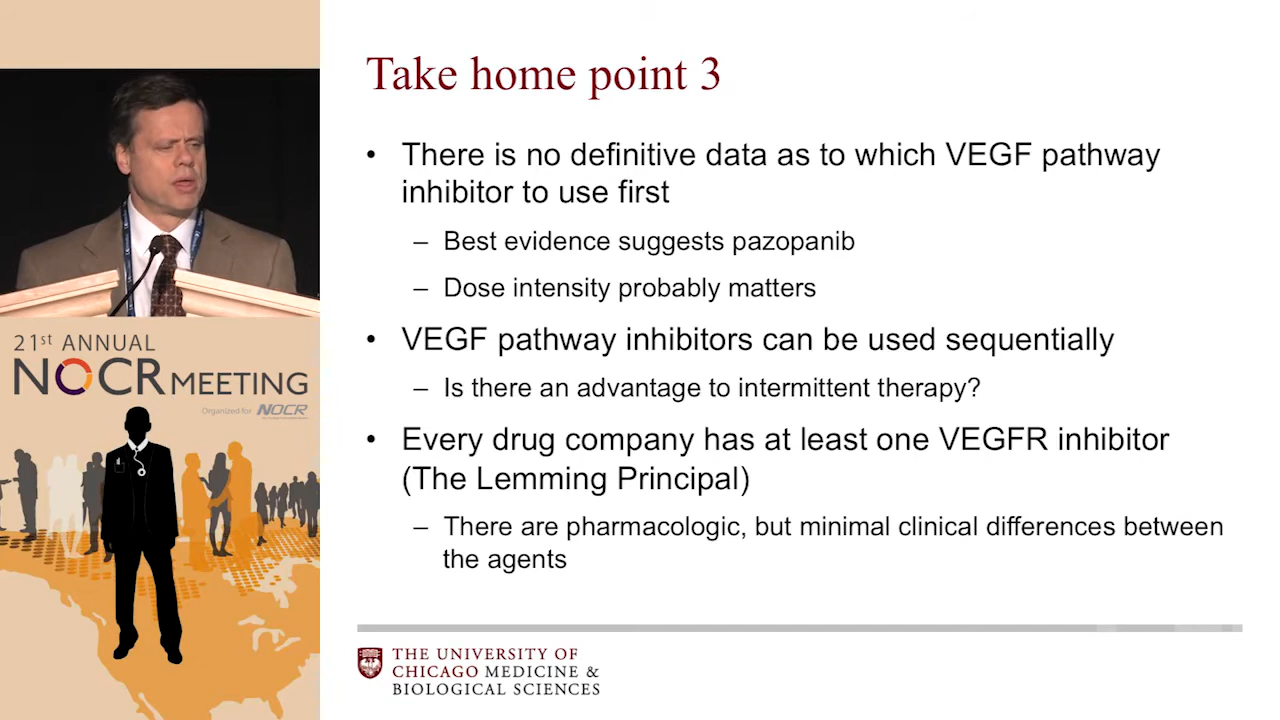 Take home point 3
• There is no definitive data as to which VEGF pathway
inhibitor to use first
– Best evidence suggests pazopanib
– Dose intensity probably matters
• VEGF pathway inhibitors can be used sequentially
– Is there an advantage to intermittent therapy?
• Every drug company has at least one VEGFR inhibitor
(The Lemming Principal)
– There are pharmacologic, but minimal clinical differences between
the agents
THE UNIVERSITY OF
CHICAGO MEDICINE &
BIOLOGICAL SCIENCES
21st ANNUAL
NOCR MEETING
Organized for NOCR